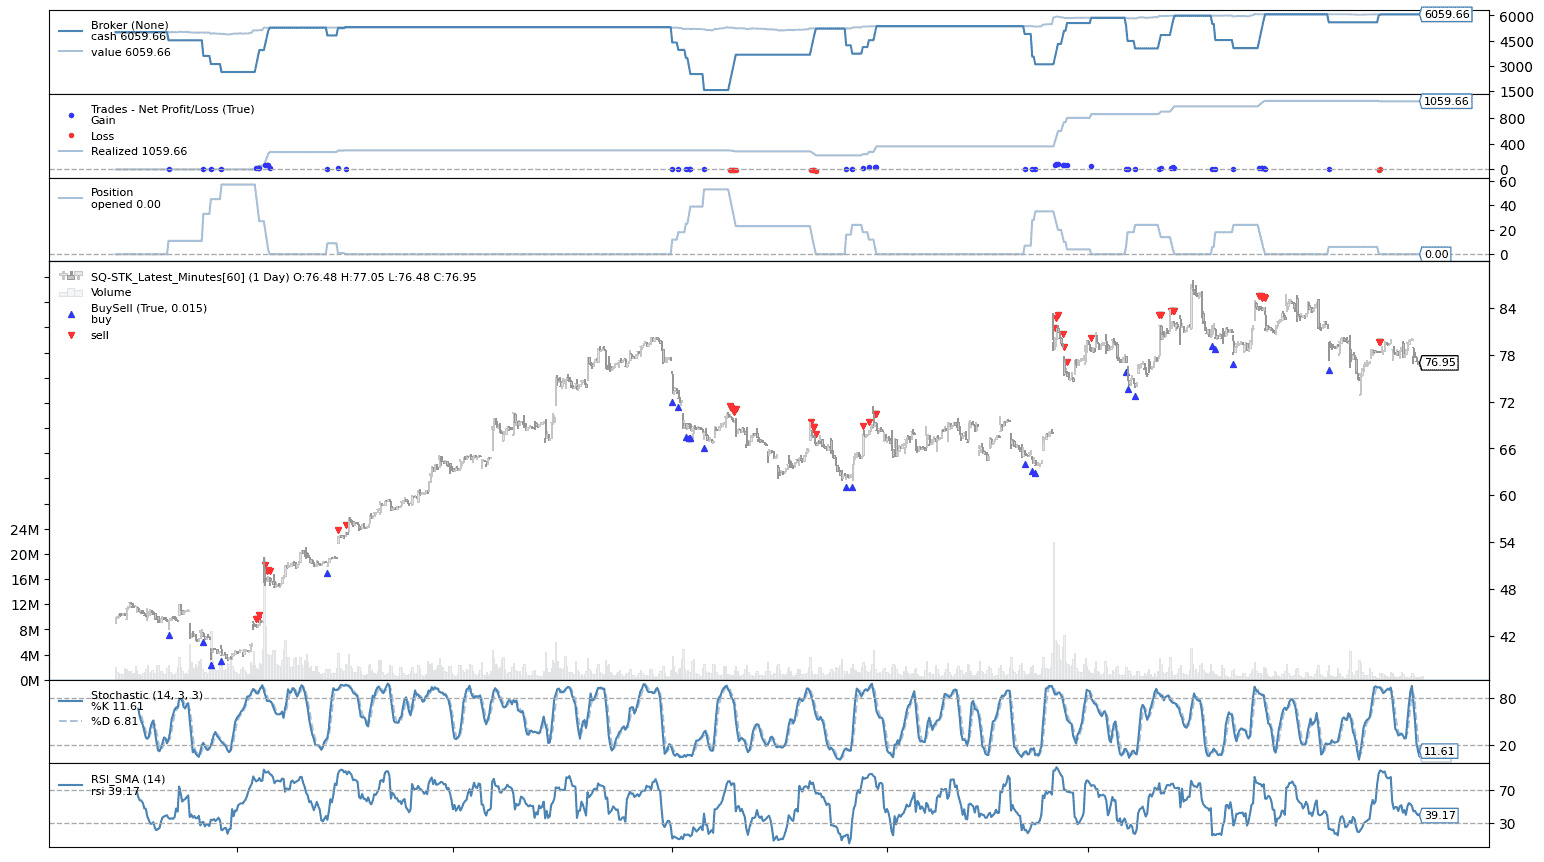 Broker (None)
cash 6059.66
value 6059.66
6059.66
6000
4500
3000
1500
Trades - Net Profit/Loss (True)
Gain
Loss
Realized 1059.66
1059.66
800
400
0
Position
opened 0.00
60
40
20
0
0.00
SQ-STK_Latest_Minutes[60] (1 Day) O:76.48 H:77.05 L:76.48 C:76.95
Volume
BuySell (True, 0.015)
buy
sell
84
78
76.95
72
66
60
54
48
42
24M
20M
16M
12M
8M
4M
0M
Stochastic (14, 3, 3)
%K 11.61
%D 6.81
80
20
11.61
RSI_SMA (14)
rsi 39.17
70
30
39.17